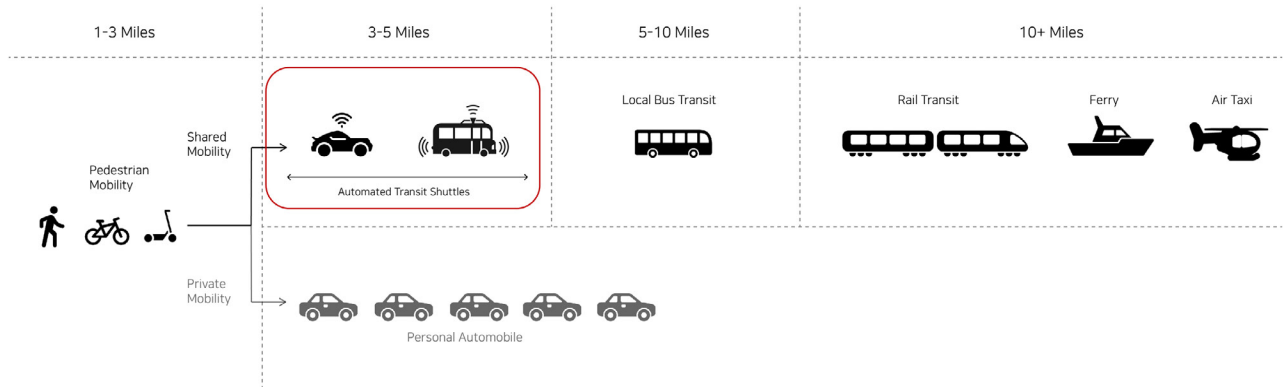 1-3 Miles
3-5 Miles
5-10 Miles
10+ Miles
Local Bus Transit
Rail Transit
Ferry
Air Taxi
Shared
Mobility
Pedestrian
Mobility
Automated Transit Shuttles
Private
Mobility
Personal Automobile